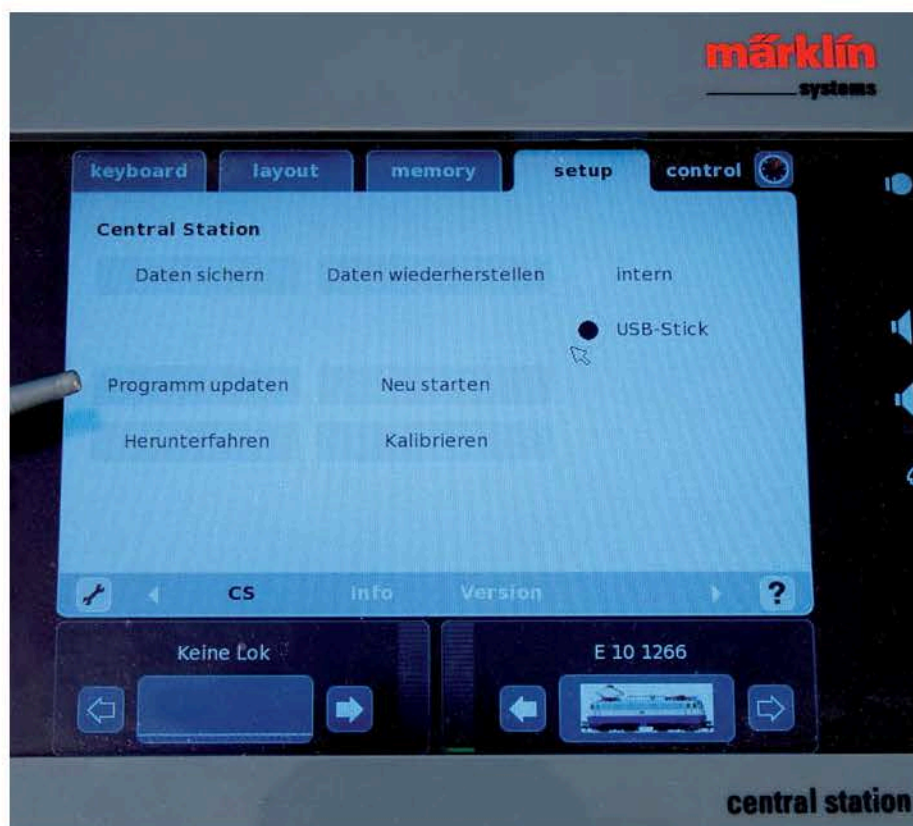 märklín
systems
keyboard layout memory setup control
Central Station
Daten sichern Daten wiederherstellen intern
USB-Stick
Programm updaten Neu starten
Herunterfahren Kalibrieren
CS Info Version ?
Keine Lok E 10 1266
central station